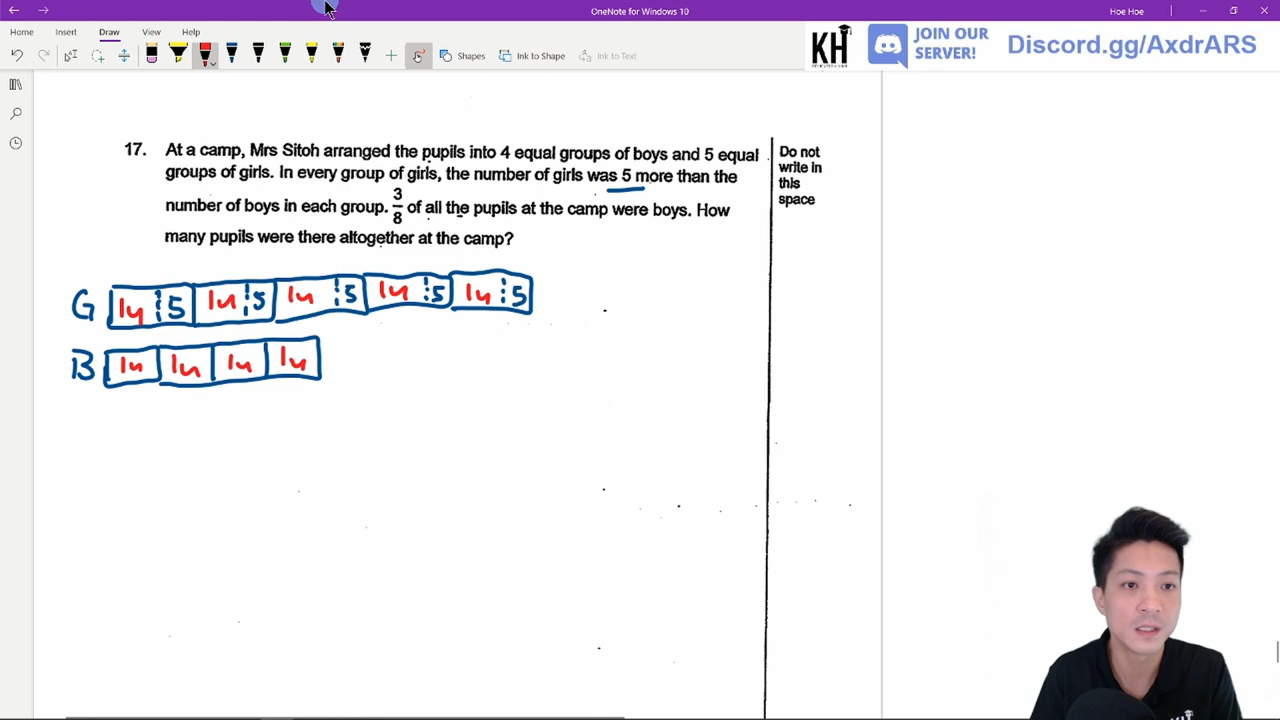 OneNote for Windows 10
Hoe Hoe
Home Insert Draw View Help
Shapes Ink to Shape Ink to Text
KH
JOIN OUR
SERVER!
Discord.gg/AxdrARS
17. At a camp, Mrs Sitoh arranged the pupils into 4 equal groups of boys and 5 equal
groups of girls. In every group of girls, the number of girls was 5 more than the
number of boys in each group. 3/8 of all the pupils at the camp were boys. How
many pupils were there altogether at the camp?
Do not
write in
this
space
G 1u 5 1u 5 1u 5 1u 5 1u 5
B 1u 1u 1u 1u
KH